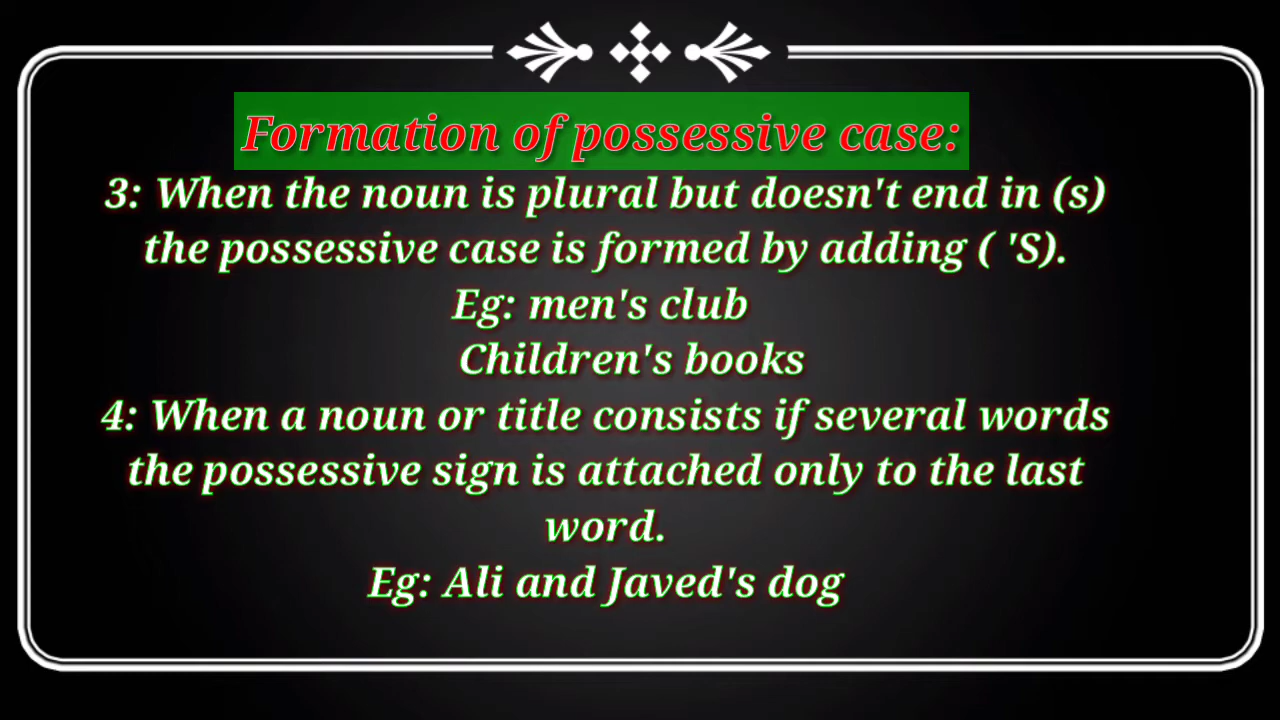 Formation of possessive case:
3: When the noun is plural but doesn't end in (s)
the possessive case is formed by adding ( 'S).
Eg: men's club
Children's books
4: When a noun or title consists if several words
the possessive sign is attached only to the last
word.
Eg: Ali and Javed's dog